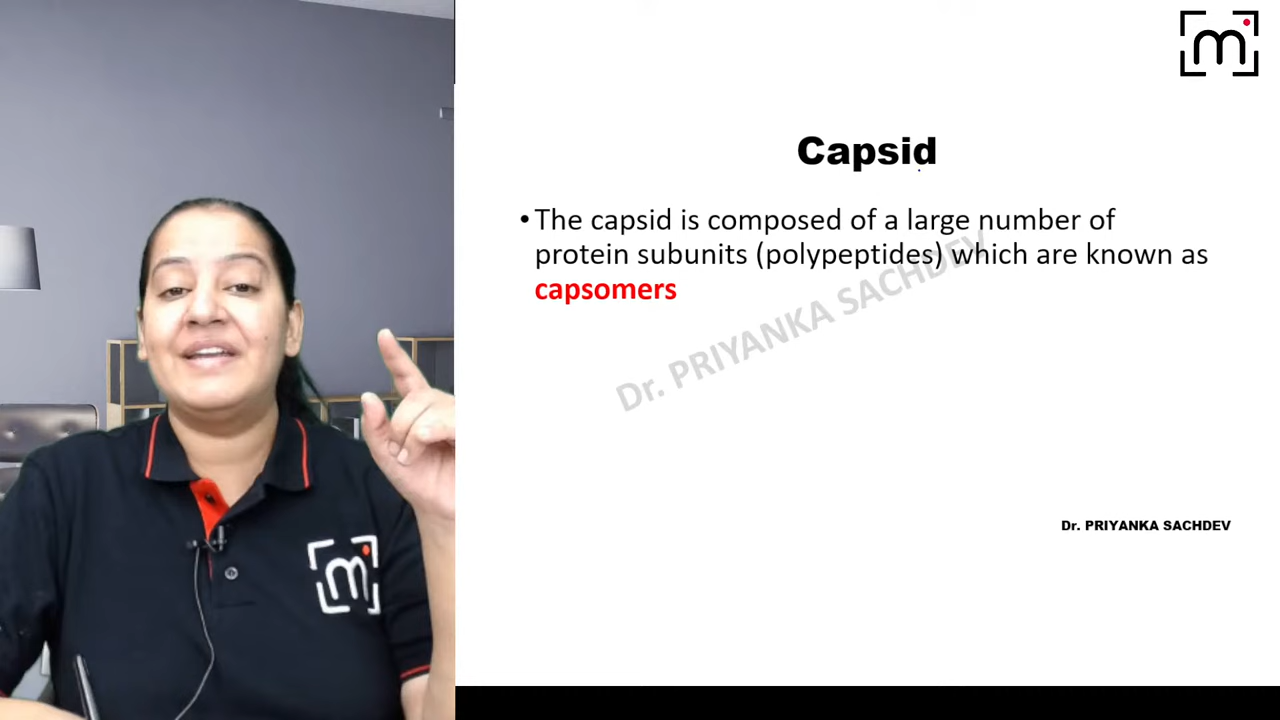 Capsid
• The capsid is composed of a large number of
protein subunits (polypeptides) which are known as
capsomers
Dr. PRIYANKA SACHDEV
Dr. PRIYANKA SACHDEV
m
m